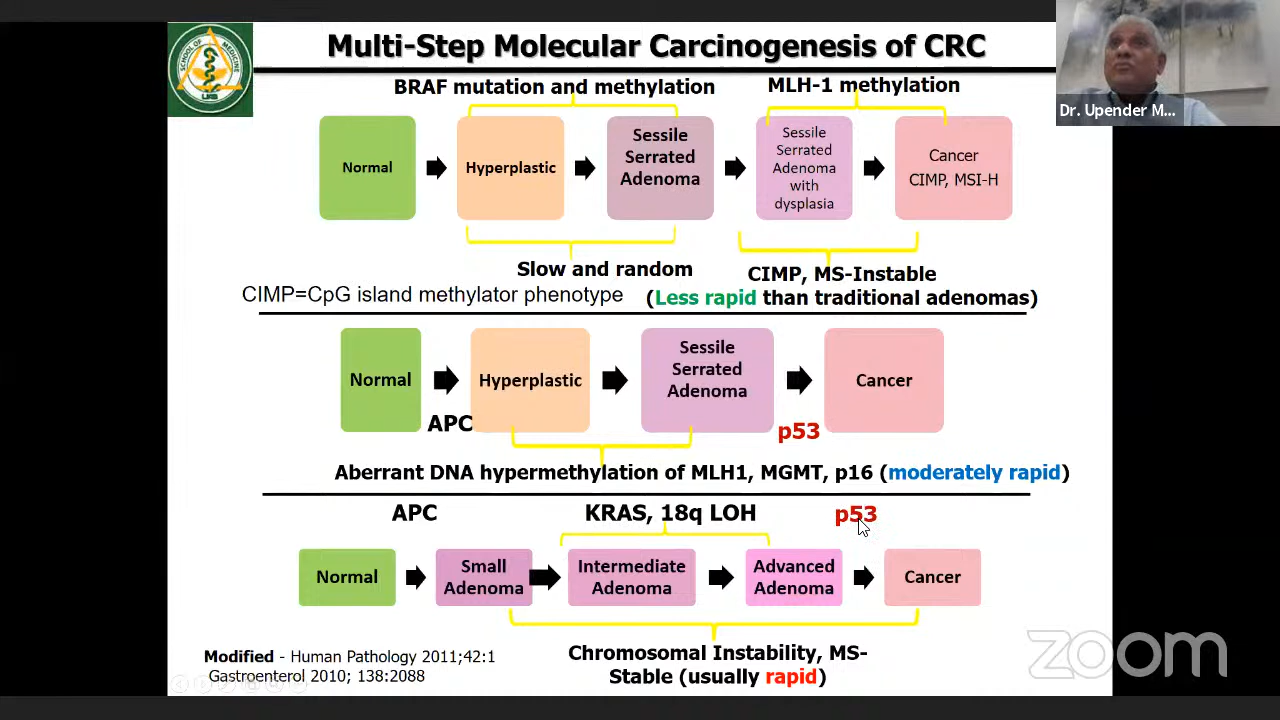 Multi-Step Molecular Carcinogenesis of CRC
SCHOOL OF MEDICINE
Dr. Upender M...
BRAF mutation and methylation
MLH-1 methylation
Normal
Hyperplastic
Sessile
Serrated
Adenoma
Sessile
Serrated
Adenoma
with
dysplasia
Cancer
CIMP, MSI-H
Slow and random
CIMP, MS-Instable
CIMP=CpG island methylator phenotype
(Less rapid than traditional adenomas)
Normal
Hyperplastic
Sessile
Serrated
Adenoma
Cancer
APC
p53
Aberrant DNA hypermethylation of MLH1, MGMT, p16 (moderately rapid)
APC
KRAS, 18q LOH
p53
Normal
Small
Adenoma
Intermediate
Adenoma
Advanced
Adenoma
Cancer
Chromosomal Instability, MS-
Stable (usually rapid)
Modified - Human Pathology 2011;42:1
Gastroenterol 2010; 138:2088
zoom